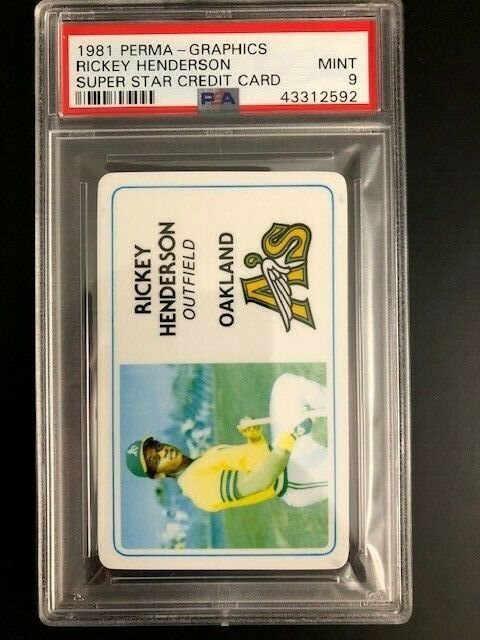 1981 PERMA-GRAPHICS
RICKEY HENDERSON MINT
SUPER STAR CREDIT CARD 9
PSA 43312592
RICKEY
HENDERSON
OUTFIELD
OAKLAND
A's